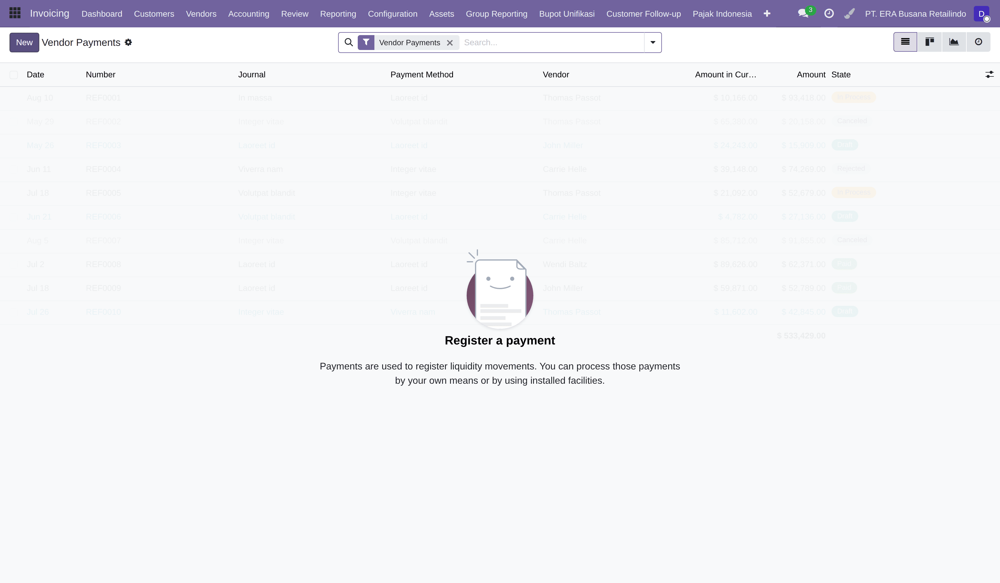 Invoicing Dashboard Customers Vendors Accounting Review Reporting Configuration Assets Group Reporting Bupot Unifikasi Customer Follow-up Pajak Indonesia 3 PT. ERA Busana Retailindo D
New Vendor Payments Vendor Payments Search...
Date Number Journal Payment Method Vendor Amount in Cur… Amount State
Aug 10 REF0001 In massa Laoreet id Thomas Passot $ 10,166.00 $ 93,418.00 In Process
May 29 REF0002 Integer vitae Volutpat blandit Thomas Passot $ 65,380.00 $ 20,158.00 Canceled
May 26 REF0003 Laoreet id Laoreet id John Miller $ 24,243.00 $ 15,909.00 Draft
Jun 11 REF0004 Viverra nam Integer vitae Carrie Helle $ 39,148.00 $ 74,269.00 Rejected
Jul 18 REF0005 Volutpat blandit Integer vitae Thomas Passot $ 21,092.00 $ 52,679.00 In Process
Jun 21 REF0006 Volutpat blandit Laoreet id Carrie Helle $ 4,782.00 $ 27,136.00 Draft
Aug 5 REF0007 Integer vitae Volutpat blandit Carrie Helle $ 85,712.00 $ 91,855.00 Canceled
Jul 2 REF0008 Laoreet id Laoreet id Wendi Baltz $ 89,626.00 $ 62,371.00 Paid
Jul 18 REF0009 Laoreet id Laoreet id John Miller $ 59,871.00 $ 52,789.00 Paid
Jul 26 REF0010 Integer vitae Viverra nam Thomas Passot $ 11,602.00 $ 42,845.00 Draft
$ 533,429.00
Register a payment
Payments are used to register liquidity movements. You can process those payments
by your own means or by using installed facilities.